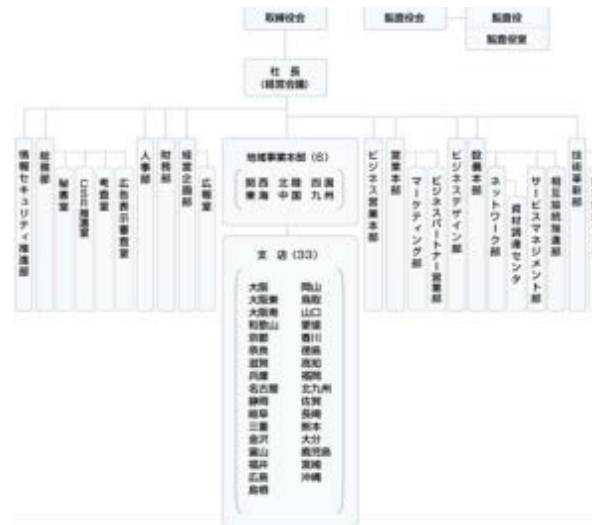 取締役会
監査役会
監査役
監査役室
社　長
(経営会議)
情報セキュリティ推進部
総務部
秘書室
CSR推進室
考査室
広告表示審査室
人事部
財務部
経営企画部
広報室
地域事業本部 (6)
関西 北陸 四国
東海 中国 九州
ビジネス営業本部
営業本部
マーケティング部
ビジネスパートナー営業部
ビジネスデザイン部
設備本部
ネットワーク部
資材調達センタ
サービスマネジメント部
相互接続推進部
技術革新部
支　店 (33)
大阪 岡山
大阪東 鳥取
大阪南 山口
和歌山 愛媛
京都 香川
奈良 徳島
滋賀 高知
兵庫 福岡
名古屋 北九州
静岡 佐賀
岐阜 長崎
三重 熊本
金沢 大分
富山 鹿児島
福井 宮崎
広島 沖縄
島根